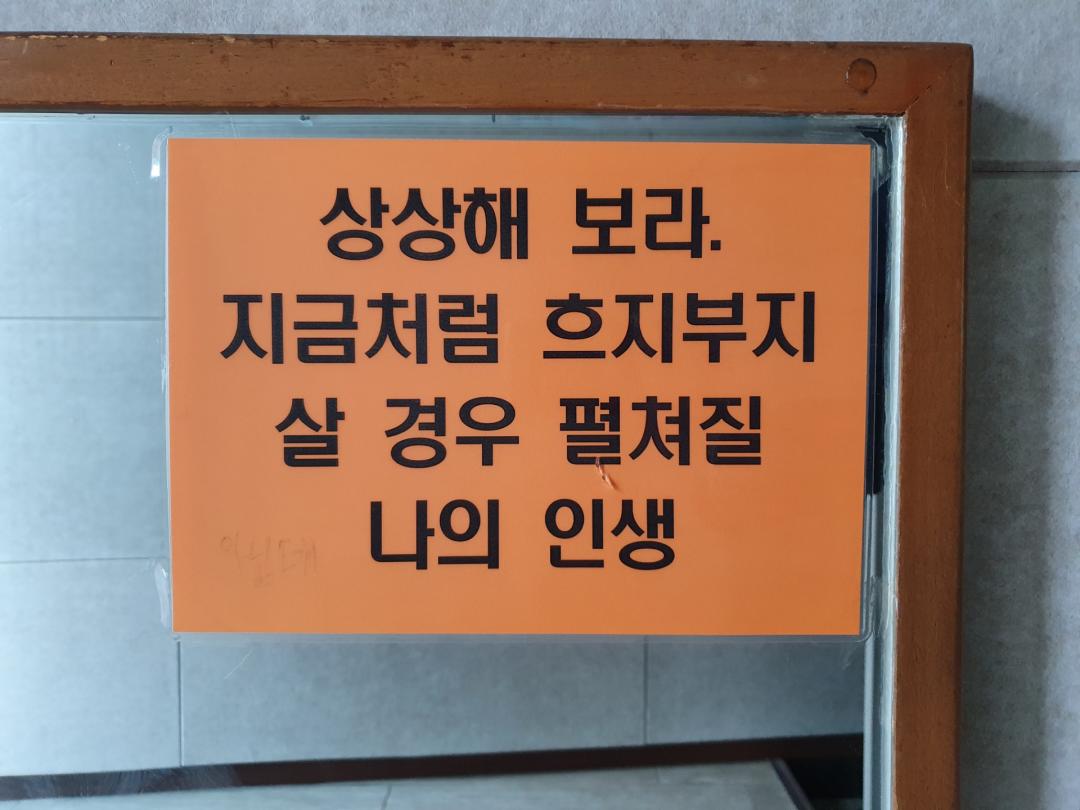 상상해 보라.
지금처럼 흐지부지
살 경우 펼쳐질
나의 인생